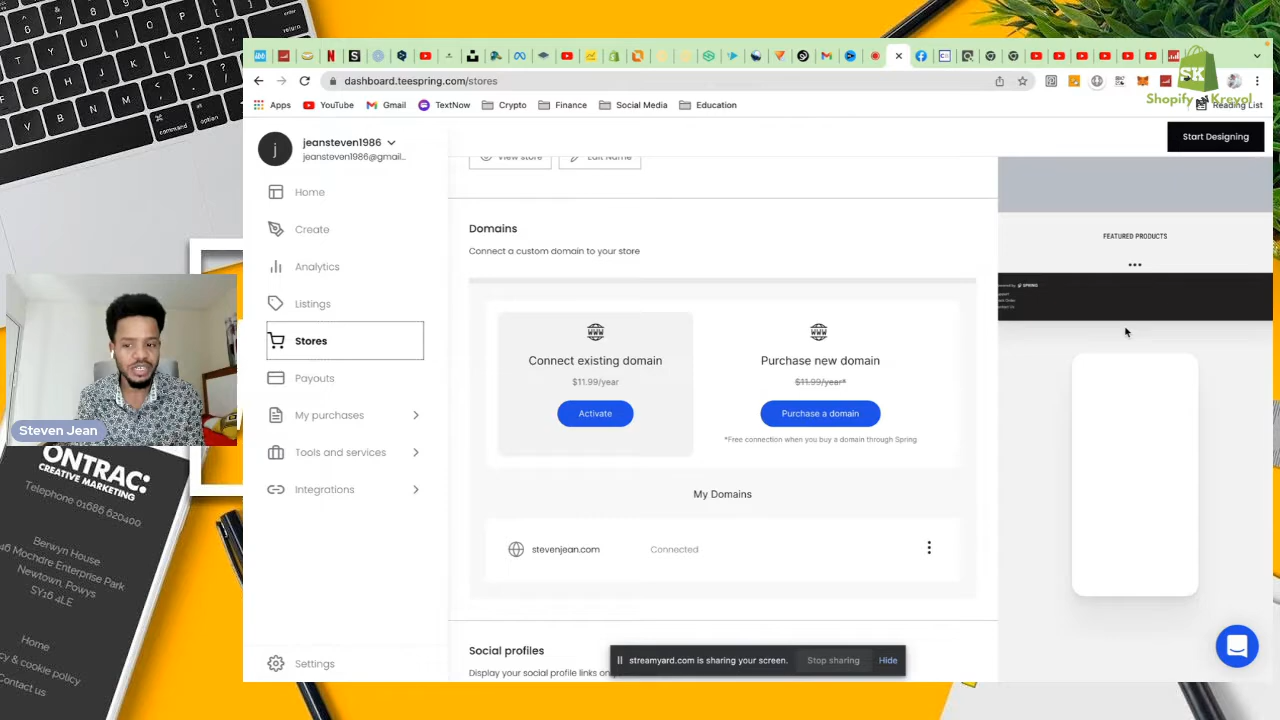 dashboard.teespring.com/stores
Apps
YouTube
Gmail
TextNow
Crypto
Finance
Social Media
Education
Reading List
Shopify Krevol
SK
jeansteven1986
jeansteven1986@gmail...
j
Start Designing
Home
Create
Analytics
Listings
Stores
Payouts
My purchases
Tools and services
Integrations
Settings
View store
Edit Name
Domains
Connect a custom domain to your store
Connect existing domain
$11.99/year
Activate
Purchase new domain
$11.99/year*
Purchase a domain
*Free connection when you buy a domain through Spring
My Domains
stevenjean.com
Connected
Social profiles
Display your social profile links on
streamyard.com is sharing your screen.
Stop sharing
Hide
FEATURED PRODUCTS
SPRING
Steven Jean
command
option
ONTRAC:
CREATIVE MARKETING
Telephone 01686 620400
Berwyn House
Mochdre Enterprise Park
Newtown, Powys
SY16 4LE
Home
& cookie policy
Contact us